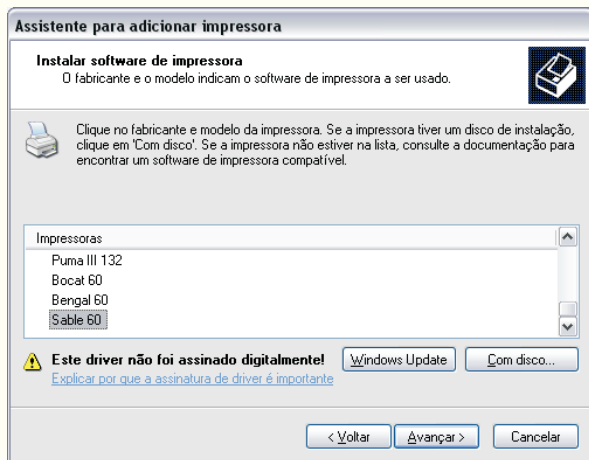 Assistente para adicionar impressora
Instalar software de impressora
O fabricante e o modelo indicam o software de impressora a ser usado.
Clique no fabricante e modelo da impressora. Se a impressora tiver um disco de instalação,
clique em 'Com disco'. Se a impressora não estiver na lista, consulte a documentação para
encontrar um software de impressora compatível.
Impressoras
Puma III 132
Bocat 60
Bengal 60
Sable 60
Este driver não foi assinado digitalmente!
Windows Update
Com disco...
Explicar por que a assinatura de driver é importante
< Voltar
Avançar >
Cancelar